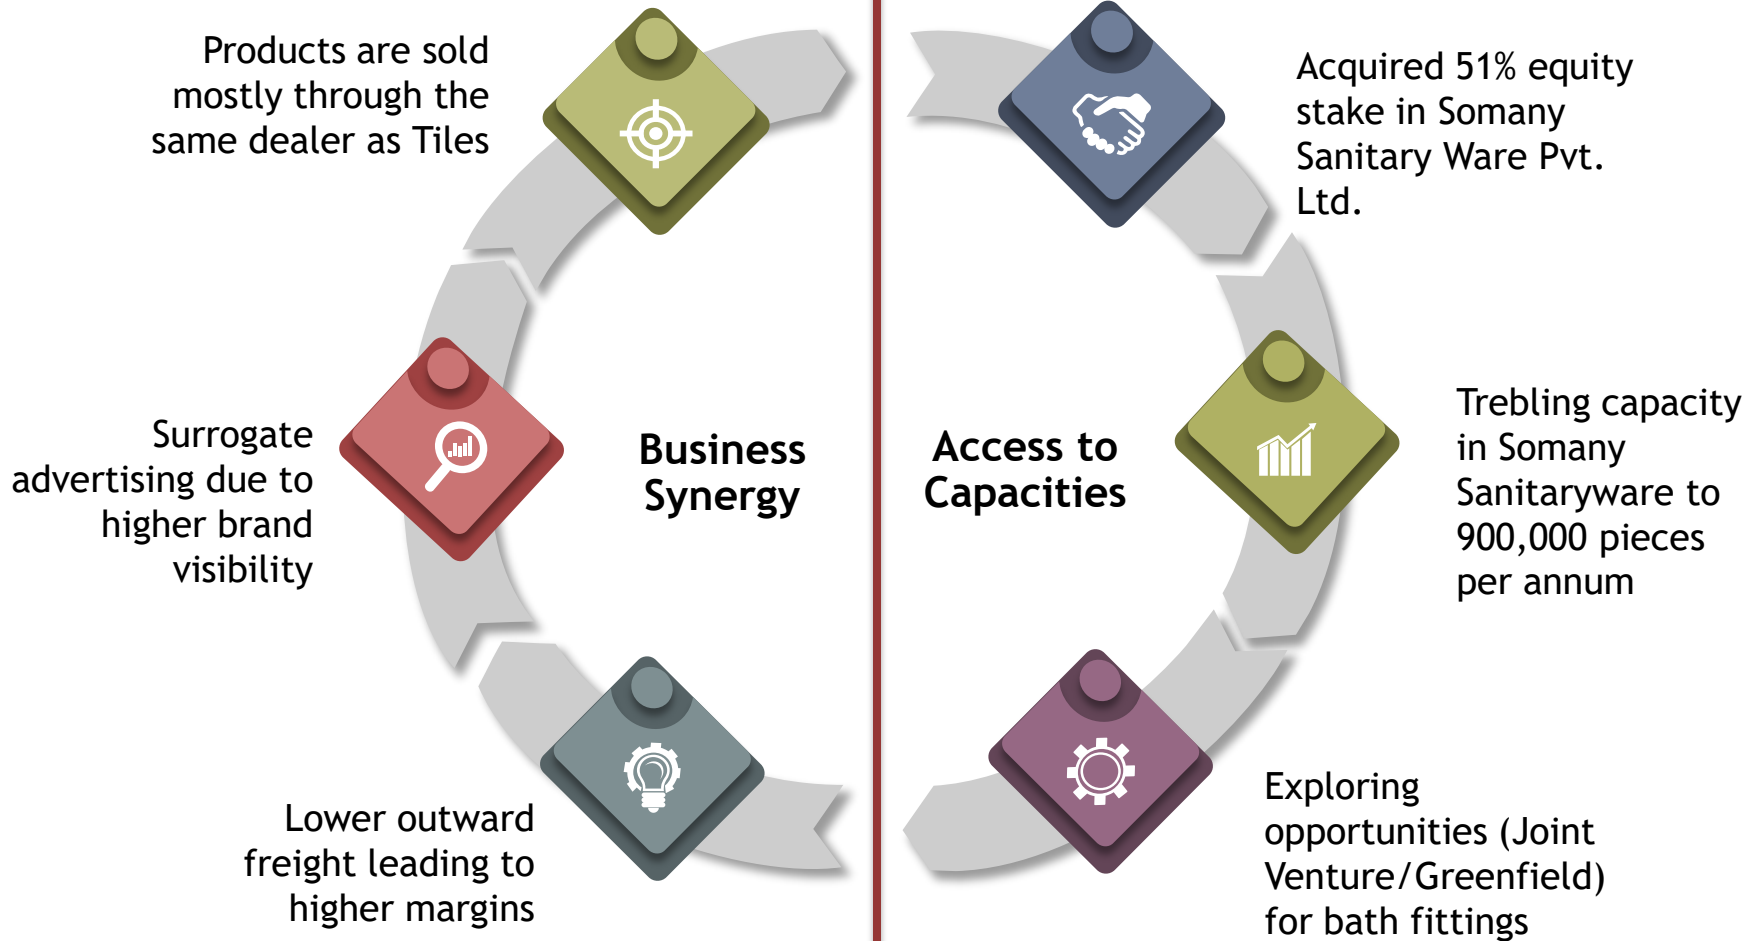 Products are sold
mostly through the
same dealer as Tiles
Surrogate
advertising due to
higher brand
visibility
Lower outward
freight leading to
higher margins
Business
Synergy
Access to
Capacities
Acquired 51% equity
stake in Somany
Sanitary Ware Pvt.
Ltd.
Trebling capacity
in Somany
Sanitaryware to
900,000 pieces
per annum
Exploring
opportunities (Joint
Venture/Greenfield)
for bath fittings